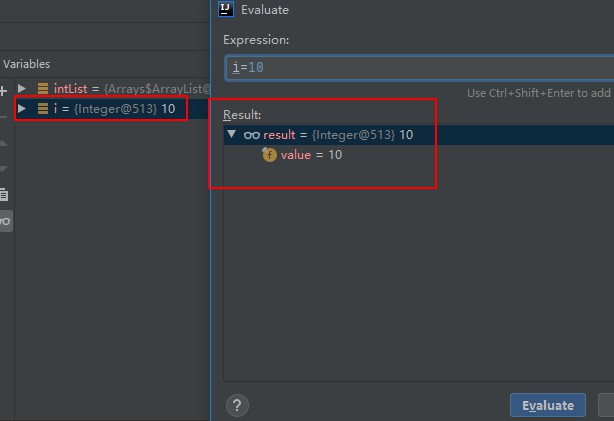 Evaluate
Expression:
i=10
Use Ctrl+Shift+Enter to add
Variables
intList = {Arrays$ArrayList@
i = {Integer@513} 10
Result:
result = {Integer@513} 10
value = 10
Evaluate